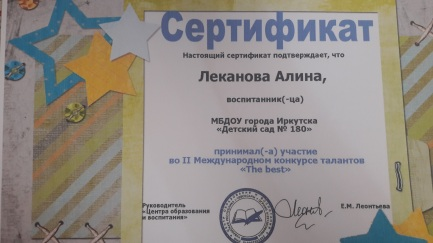 Сертификат
Настоящий сертификат подтверждает, что
Леканова Алина,
воспитанник(-ца)
МБДОУ города Иркутска
«Детский сад № 180»
принимал(-а) участие
во II Международном конкурсе талантов
«The best»
Руководитель
«Центра образования
и воспитания»
Е.М. Леонтьева